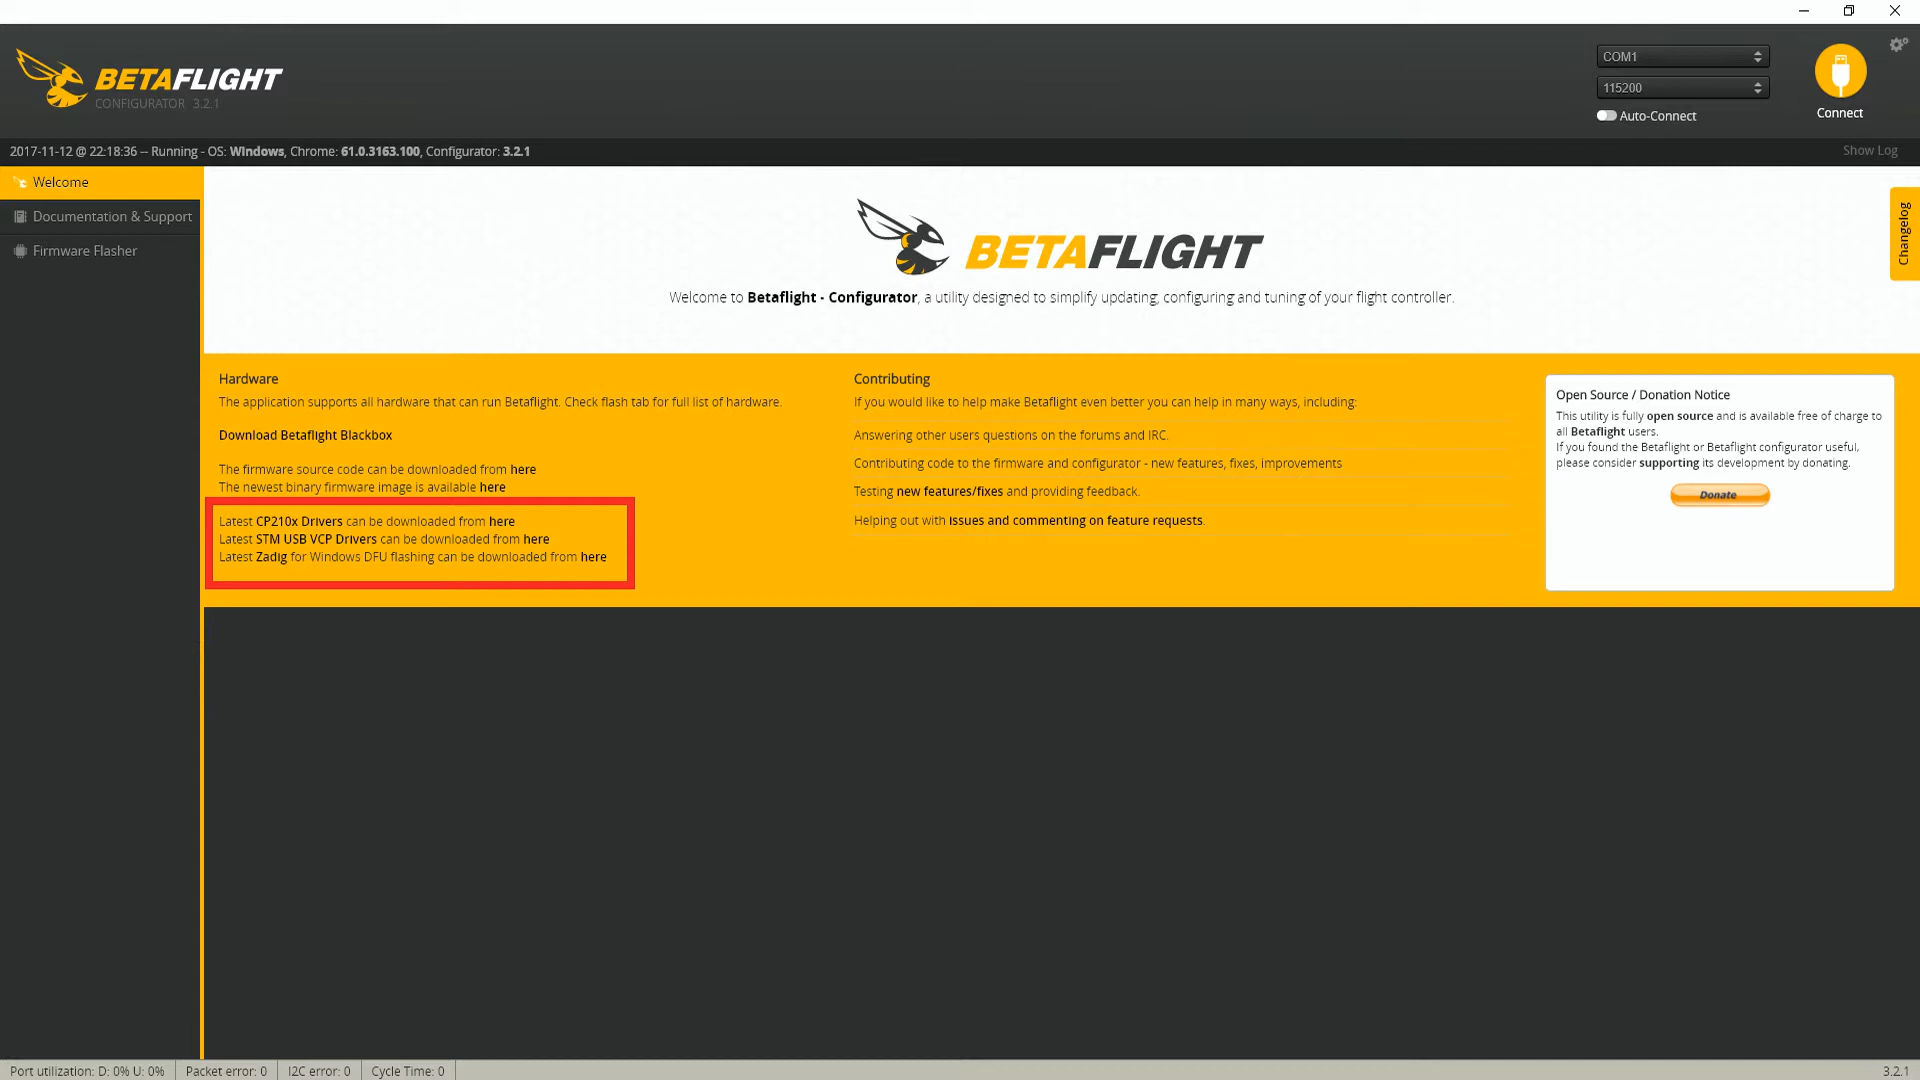 BETAFLIGHT
CONFIGURATOR 3.2.1
COM1
115200
Auto-Connect
Connect
2017-11-12 @ 22:18:36 -- Running - OS: Windows, Chrome: 61.0.3163.100, Configurator: 3.2.1
Show Log
Welcome
Documentation & Support
Firmware Flasher
BETAFLIGHT
Welcome to Betaflight - Configurator, a utility designed to simplify updating, configuring and tuning of your flight controller.
Changelog
Hardware
The application supports all hardware that can run Betaflight. Check flash tab for full list of hardware.
Download Betaflight Blackbox
The firmware source code can be downloaded from here
The newest binary firmware image is available here
Latest CP210x Drivers can be downloaded from here
Latest STM USB VCP Drivers can be downloaded from here
Latest Zadig for Windows DFU flashing can be downloaded from here
Contributing
If you would like to help make Betaflight even better you can help in many ways, including:
Answering other users questions on the forums and IRC.
Contributing code to the firmware and configurator - new features, fixes, improvements
Testing new features/fixes and providing feedback.
Helping out with issues and commenting on feature requests.
Open Source / Donation Notice
This utility is fully open source and is available free of charge to
all Betaflight users.
If you found the Betaflight or Betaflight configurator useful,
please consider supporting its development by donating.
Donate
Port utilization: D: 0% U: 0%
Packet error: 0
I2C error: 0
Cycle Time: 0
3.2.1